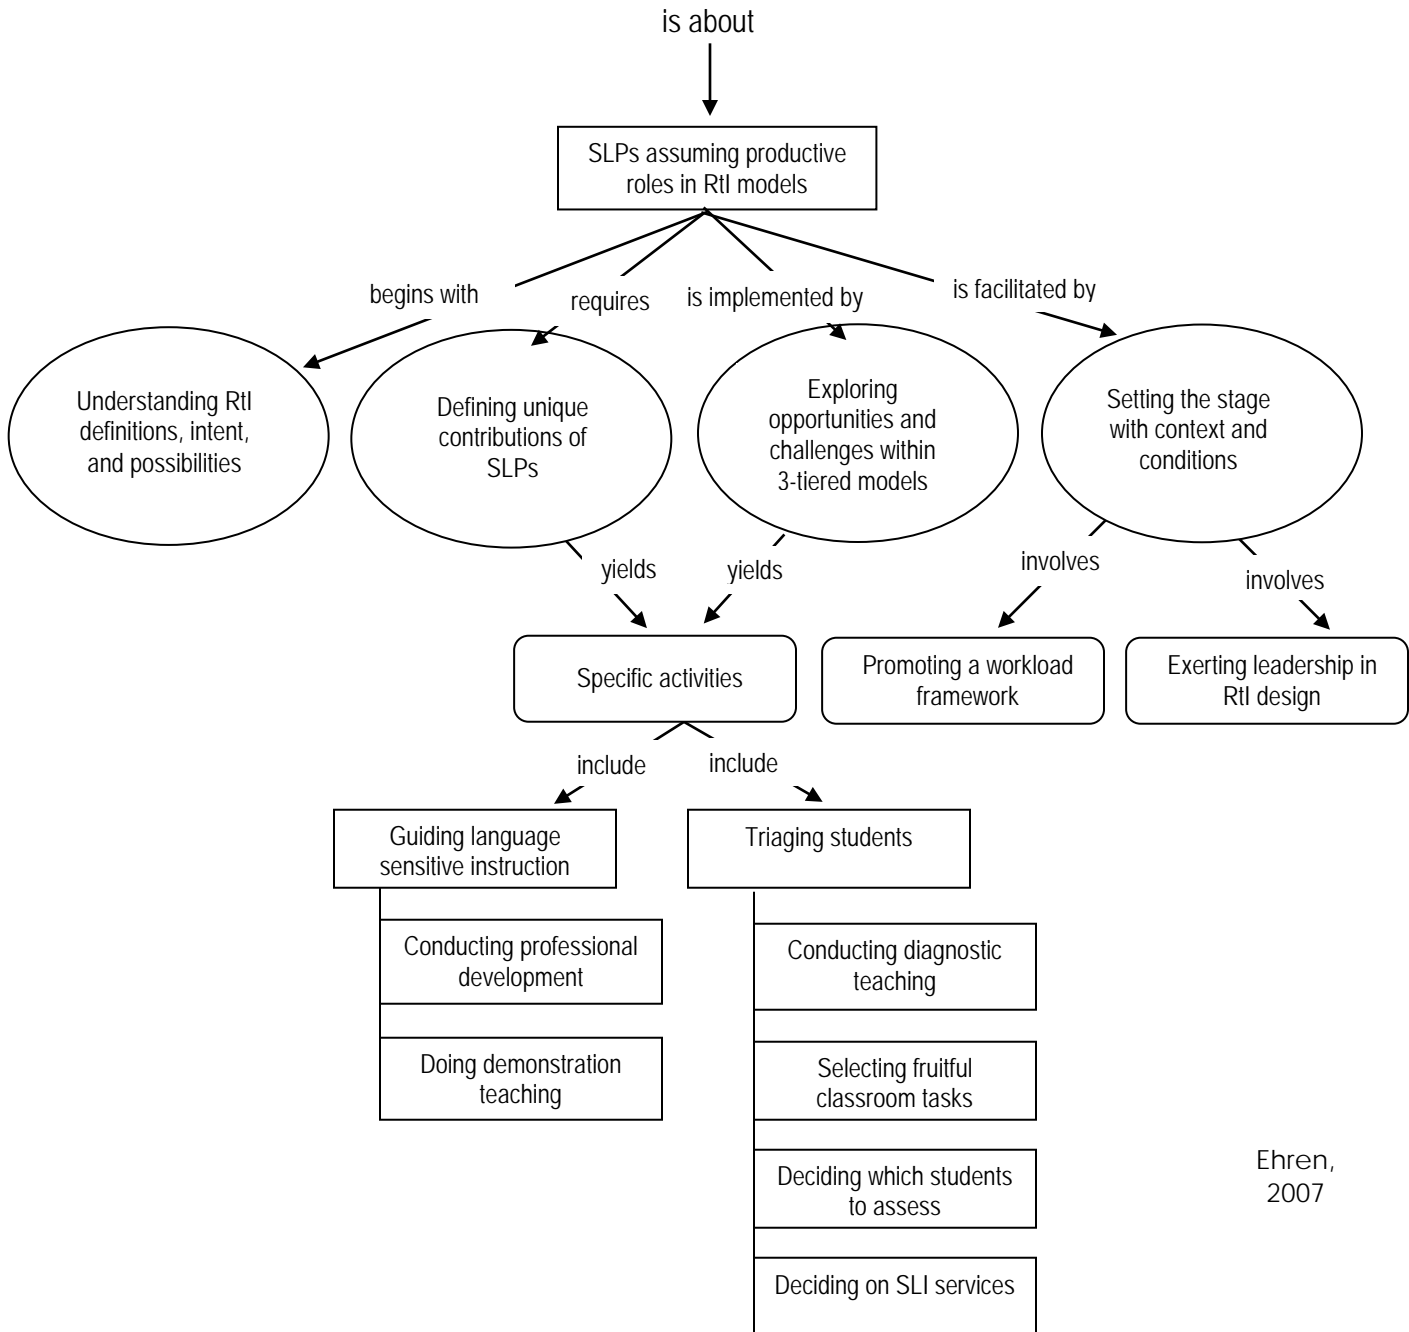 is about
SLPs assuming productive
roles in RtI models
begins with
requires
is implemented by
is facilitated by
Understanding RtI
definitions, intent,
and possibilities
Defining unique
contributions of
SLPs
Exploring
opportunities and
challenges within
3-tiered models
Setting the stage
with context and
conditions
yields
yields
involves
involves
Specific activities
Promoting a workload
framework
Exerting leadership in
RtI design
include
include
Guiding language
sensitive instruction
Triaging students
Conducting professional
development
Doing demonstration
teaching
Conducting diagnostic
teaching
Selecting fruitful
classroom tasks
Deciding which students
to assess
Deciding on SLI services
Ehren,
2007